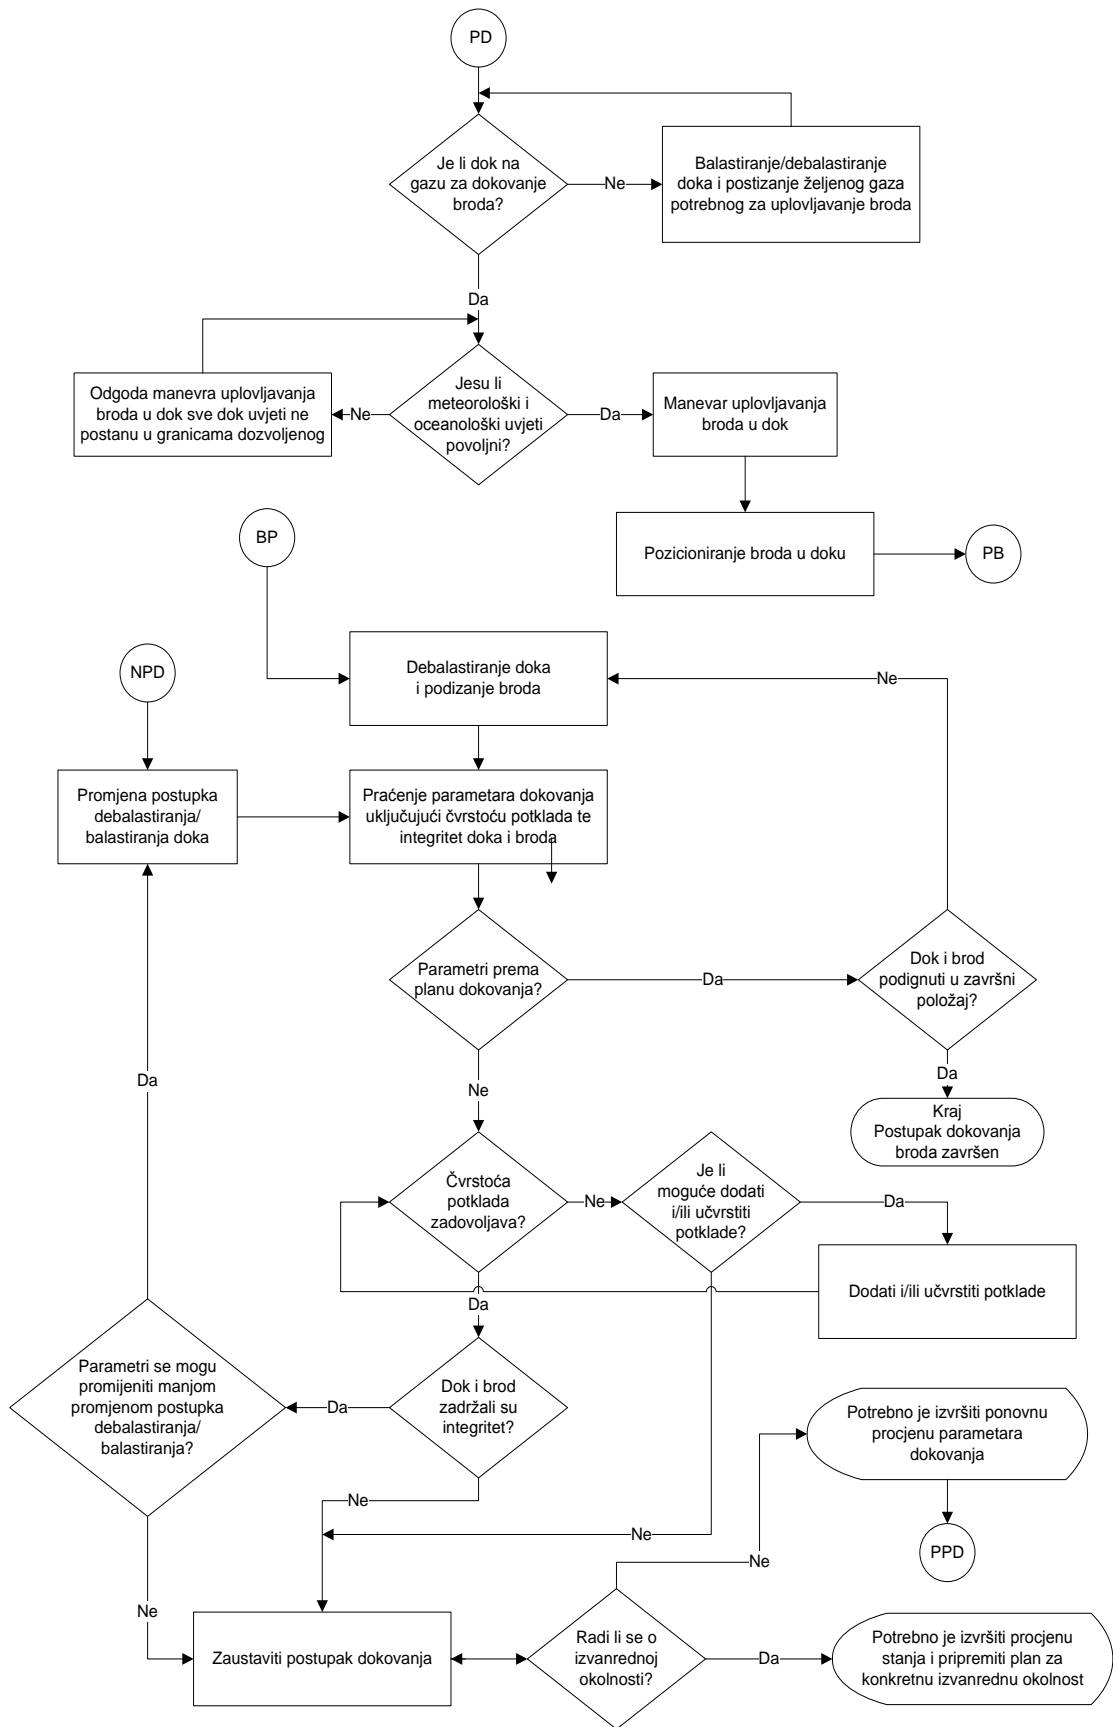 PD
Je li dok na
gazu za dokovanje
broda?
Ne
Balastiranje/debalastiranje
doka i postizanje željenog gaza
potrebnog za uplovljavanje broda
Da
Odgoda manevra uplovljavanja
broda u dok sve dok uvjeti ne
postanu u granicama dozvoljenog
Ne
Jesu li
meteorološki i
oceanološki uvjeti
povoljni?
Da
Manevar uplovljavanja
broda u dok
BP
Pozicioniranje broda u doku
PB
NPD
Debalastiranje doka
i podizanje broda
Ne
Promjena postupka
debalastiranja/
balastiranja doka
Praćenje parametara dokovanja
uključujući čvrstoću potklada te
integritet doka i broda
Parametri prema
planu dokovanja?
Da
Dok i brod
podignuti u završni
položaj?
Da
Ne
Da
Kraj
Postupak dokovanja
broda završen
Čvrstoća
potklada
zadovoljava?
Ne
Je li
moguće dodati
i/ili učvrstiti
potklade?
Da
Dodati i/ili učvrstiti potklade
Da
Parametri se mogu
promijeniti manjom
promjenom postupka
debalastiranja/
balastiranja?
Da
Dok i brod
zadržali su
integritet?
Potrebno je izvršiti ponovnu
procjenu parametara
dokovanja
Ne
Ne
Ne
PPD
Ne
Zaustaviti postupak dokovanja
Radi li se o
izvanrednoj
okolnosti?
Da
Potrebno je izvršiti procjenu
stanja i pripremiti plan za
konkretnu izvanrednu okolnost